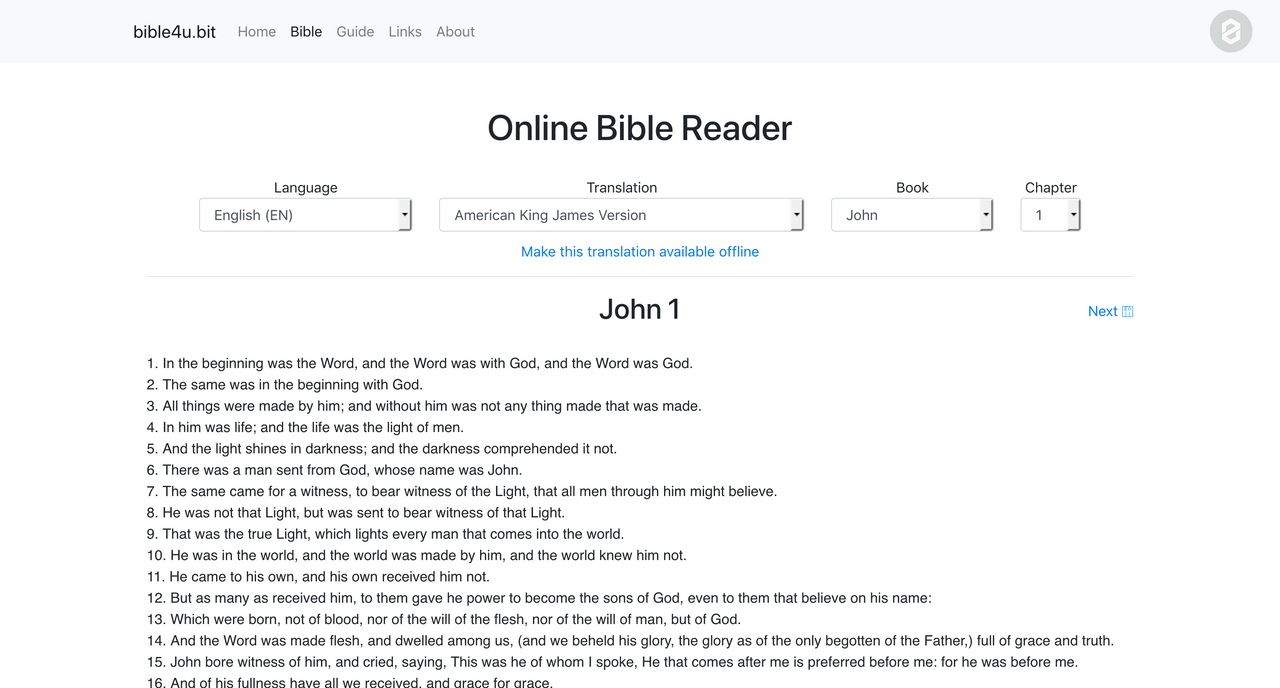 bible4u.bit Home Bible Guide Links About
Online Bible Reader
Language Translation Book Chapter
English (EN) American King James Version John 1
Make this translation available offline
John 1
Next
1. In the beginning was the Word, and the Word was with God, and the Word was God.
2. The same was in the beginning with God.
3. All things were made by him; and without him was not any thing made that was made.
4. In him was life; and the life was the light of men.
5. And the light shines in darkness; and the darkness comprehended it not.
6. There was a man sent from God, whose name was John.
7. The same came for a witness, to bear witness of the Light, that all men through him might believe.
8. He was not that Light, but was sent to bear witness of that Light.
9. That was the true Light, which lights every man that comes into the world.
10. He was in the world, and the world was made by him, and the world knew him not.
11. He came to his own, and his own received him not.
12. But as many as received him, to them gave he power to become the sons of God, even to them that believe on his name:
13. Which were born, not of blood, nor of the will of the flesh, nor of the will of man, but of God.
14. And the Word was made flesh, and dwelled among us, (and we beheld his glory, the glory as of the only begotten of the Father,) full of grace and truth.
15. John bore witness of him, and cried, saying, This was he of whom I spoke, He that comes after me is preferred before me: for he was before me.
16. And of his fullness have all we received, and grace for grace.